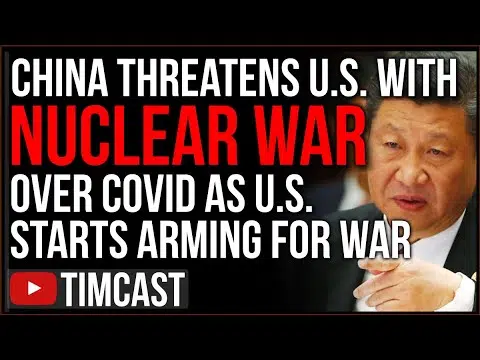 CHINA THREATENS U.S. WITH
NUCLEAR WAR
OVER COVID AS U.S.
STARTS ARMING FOR WAR
TIMCAST